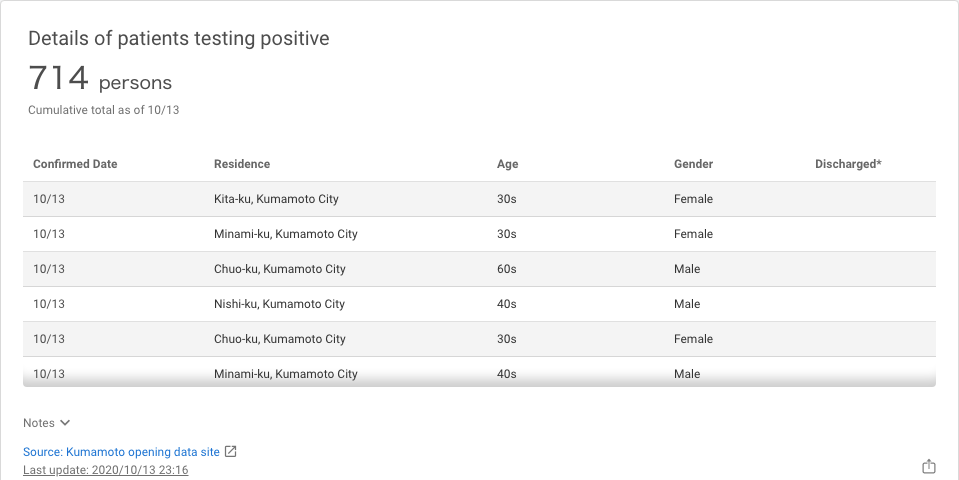 Details of patients testing positive
714 persons
Cumulative total as of 10/13
Confirmed Date Residence Age Gender Discharged*
10/13 Kita-ku, Kumamoto City 30s Female
10/13 Minami-ku, Kumamoto City 30s Female
10/13 Chuo-ku, Kumamoto City 60s Male
10/13 Nishi-ku, Kumamoto City 40s Male
10/13 Chuo-ku, Kumamoto City 30s Female
10/13 Minami-ku, Kumamoto City 40s Male
Notes
Source: Kumamoto opening data site
Last update: 2020/10/13 23:16